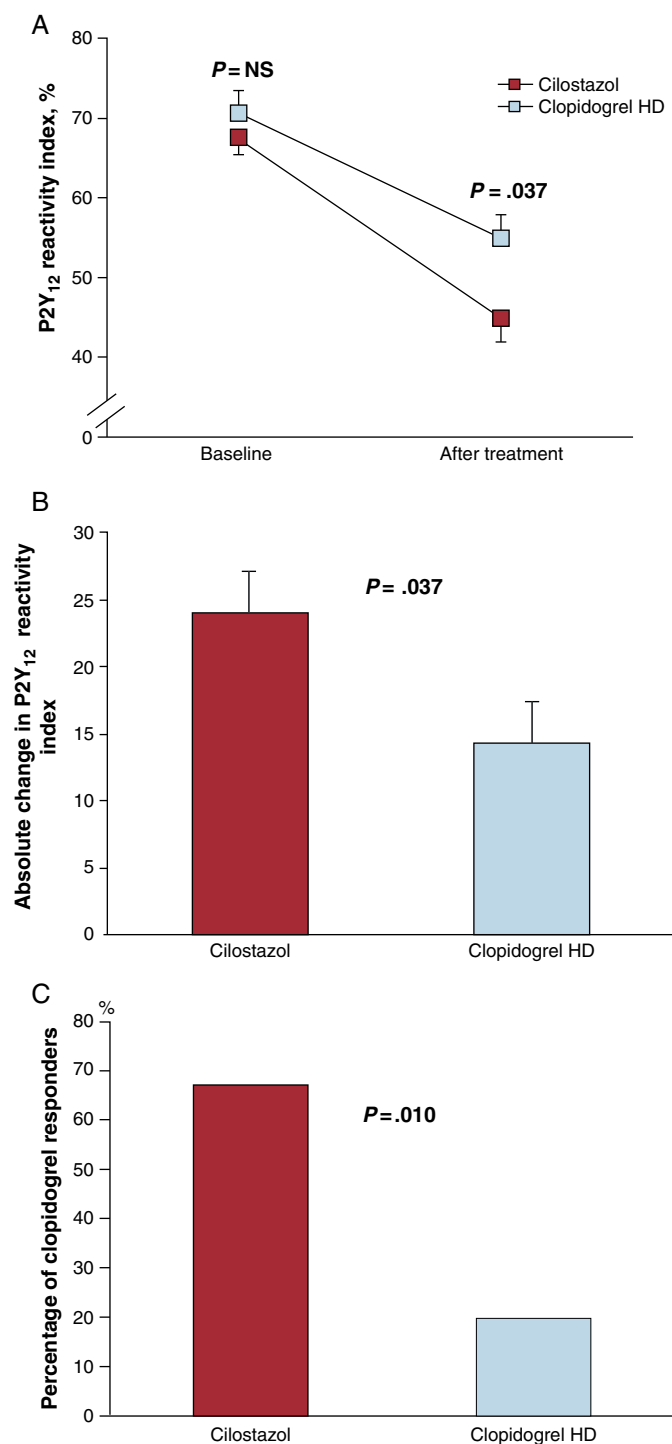 A
80
70
60
50
40
0
P2Y12 reactivity index, %
P = NS
P = .037
Cilostazol
Clopidogrel HD
Baseline
After treatment
B
30
25
20
15
10
5
0
Absolute change in P2Y12 reactivity
index
P = .037
Cilostazol
Clopidogrel HD
C
%
80
70
60
50
40
30
20
10
0
Percentage of clopidogrel responders
P = .010
Cilostazol
Clopidogrel HD